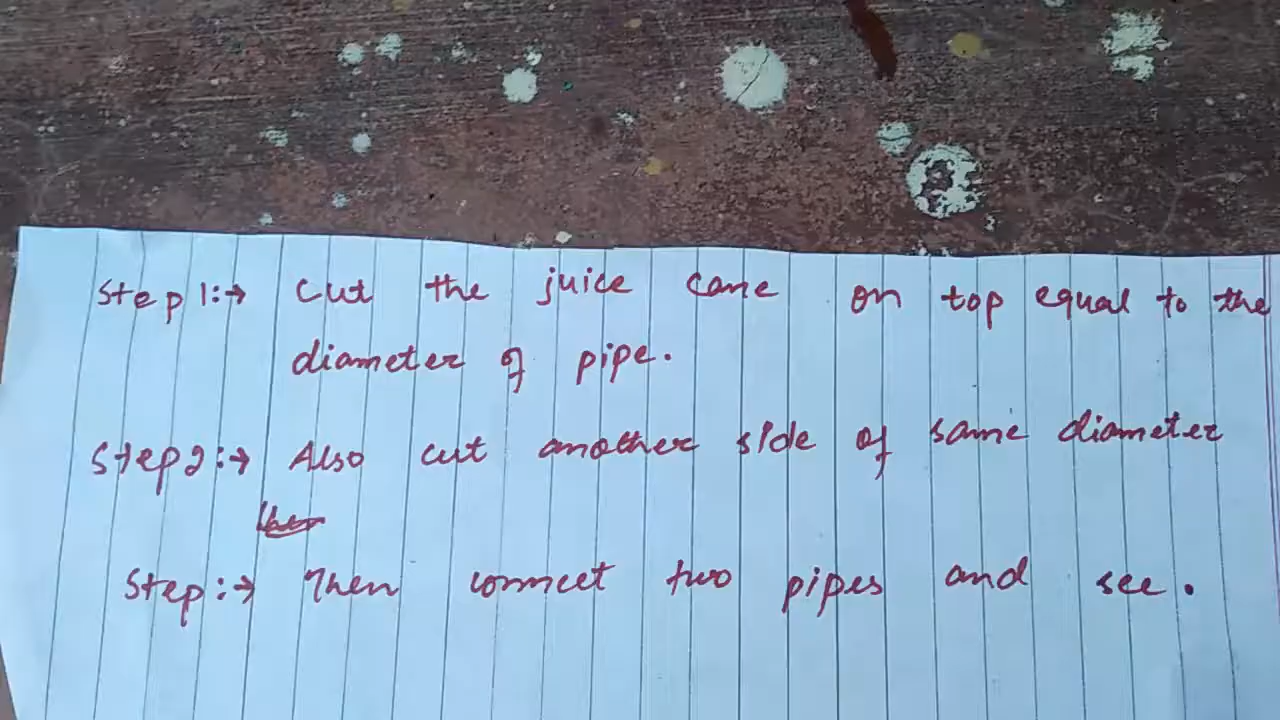 Step 1:→ Cut the juice cane on top equal to the
diameter of pipe.
Step 2:→ Also cut another side of same diameter
Step:→ Then connect two pipes and see.